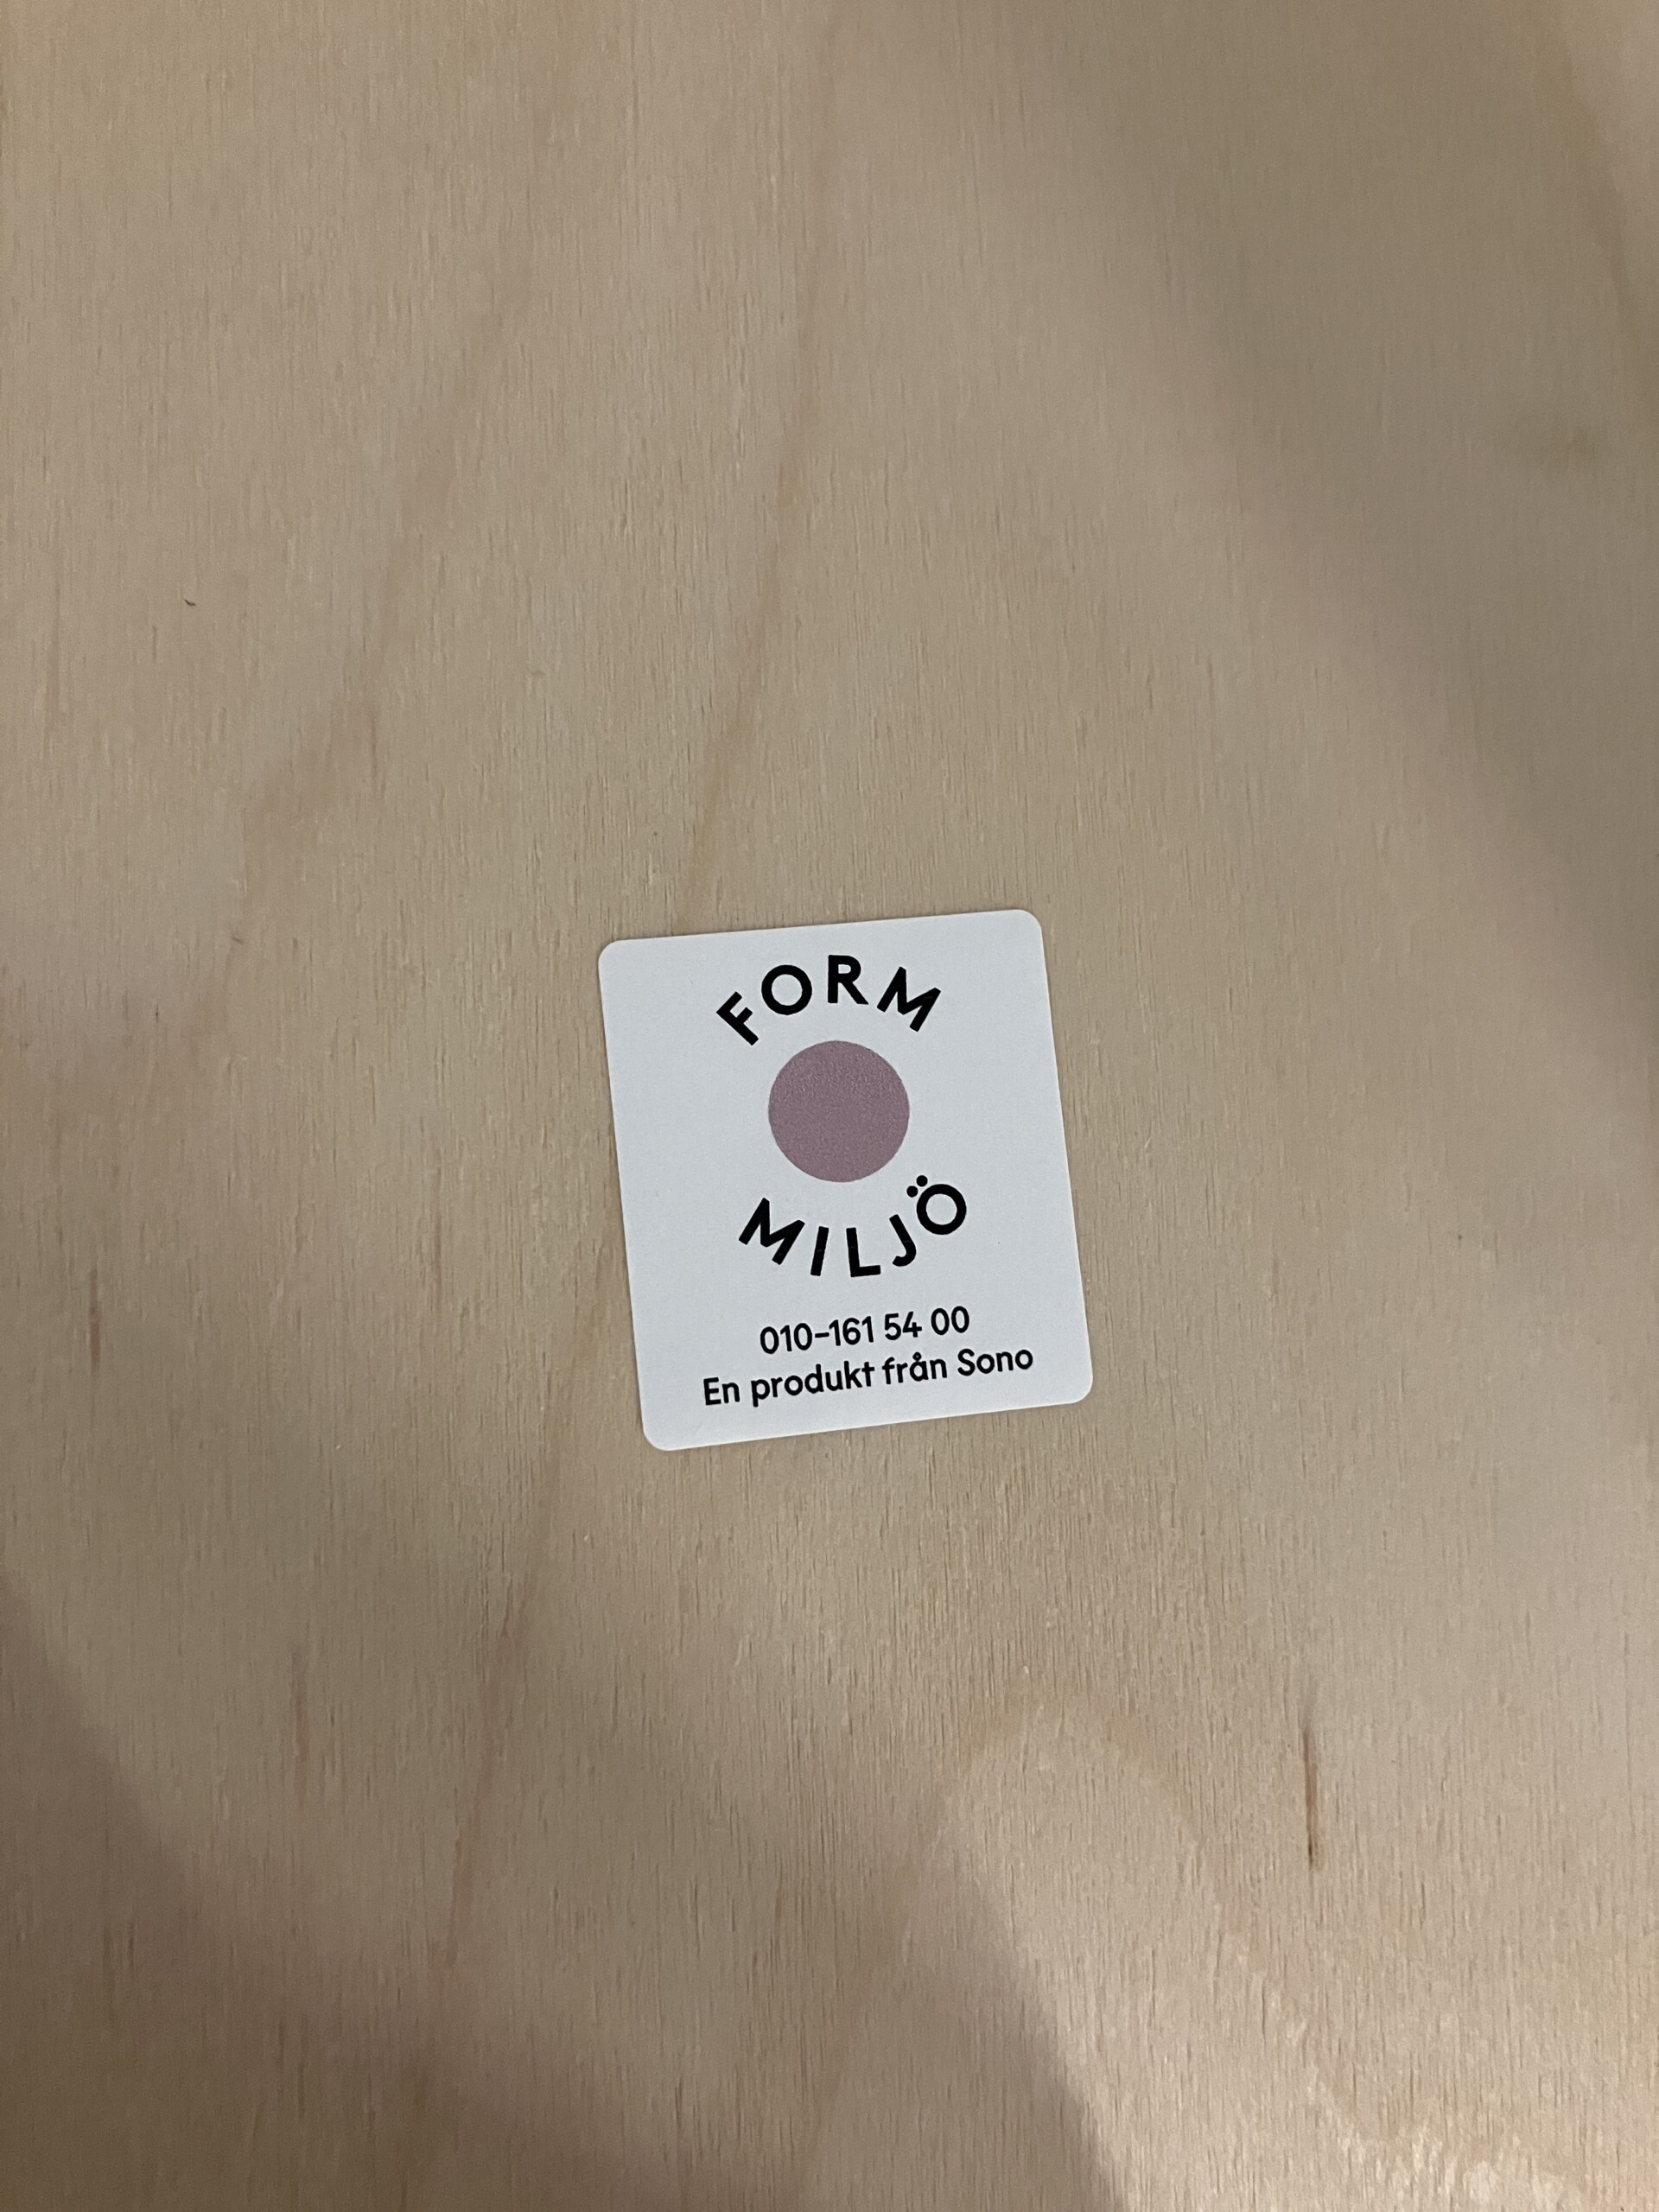 FORM
MILJÖ
010-161 54 00
En produkt från Sono